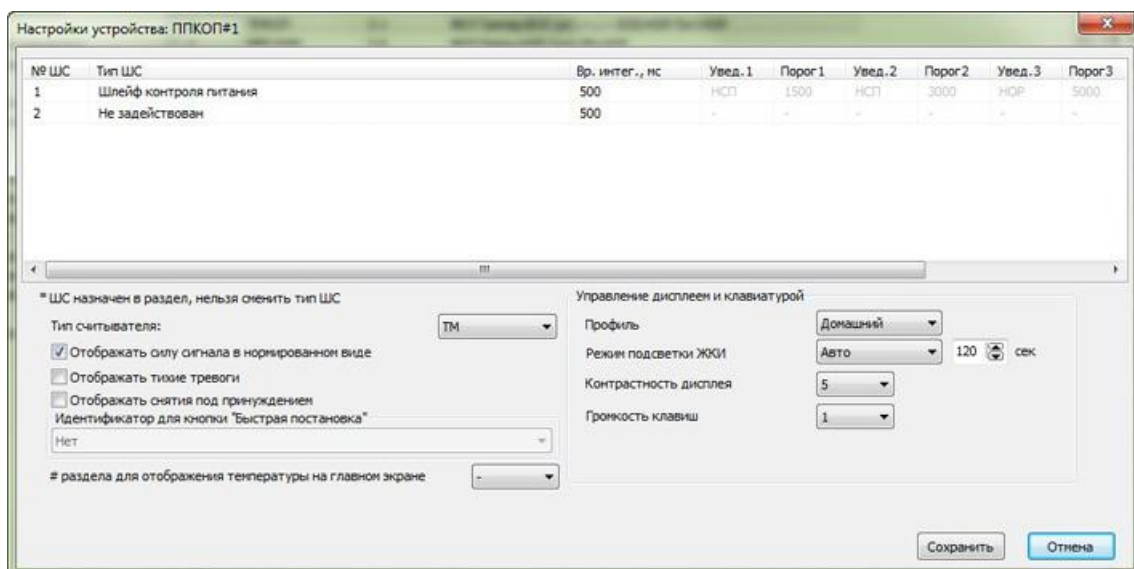 Настройки устройства: ППКОП#1
№ ШС Тип ШС Вр. интег., мс Увед.1 Порог1 Увед.2 Порог2 Увед.3 Порог3
1 Шлейф контроля питания 500 НСП 1500 НСП 3000 НОР 5000
2 Не задействован 500 - - - - - -
* ШС назначен в раздел, нельзя сменить тип ШС
Тип считывателя: ТМ
Отображать силу сигнала в нормированном виде
Отображать тихие тревоги
Отображать снятия под принуждением
Идентификатор для кнопки "Быстрая постановка"
Нет
# раздела для отображения температуры на главном экране -
Управление дисплеем и клавиатурой
Профиль Домашний
Режим подсветки ЖКИ Авто 120 сек
Контрастность дисплея 5
Громкость клавиш 1
Сохранить Отмена